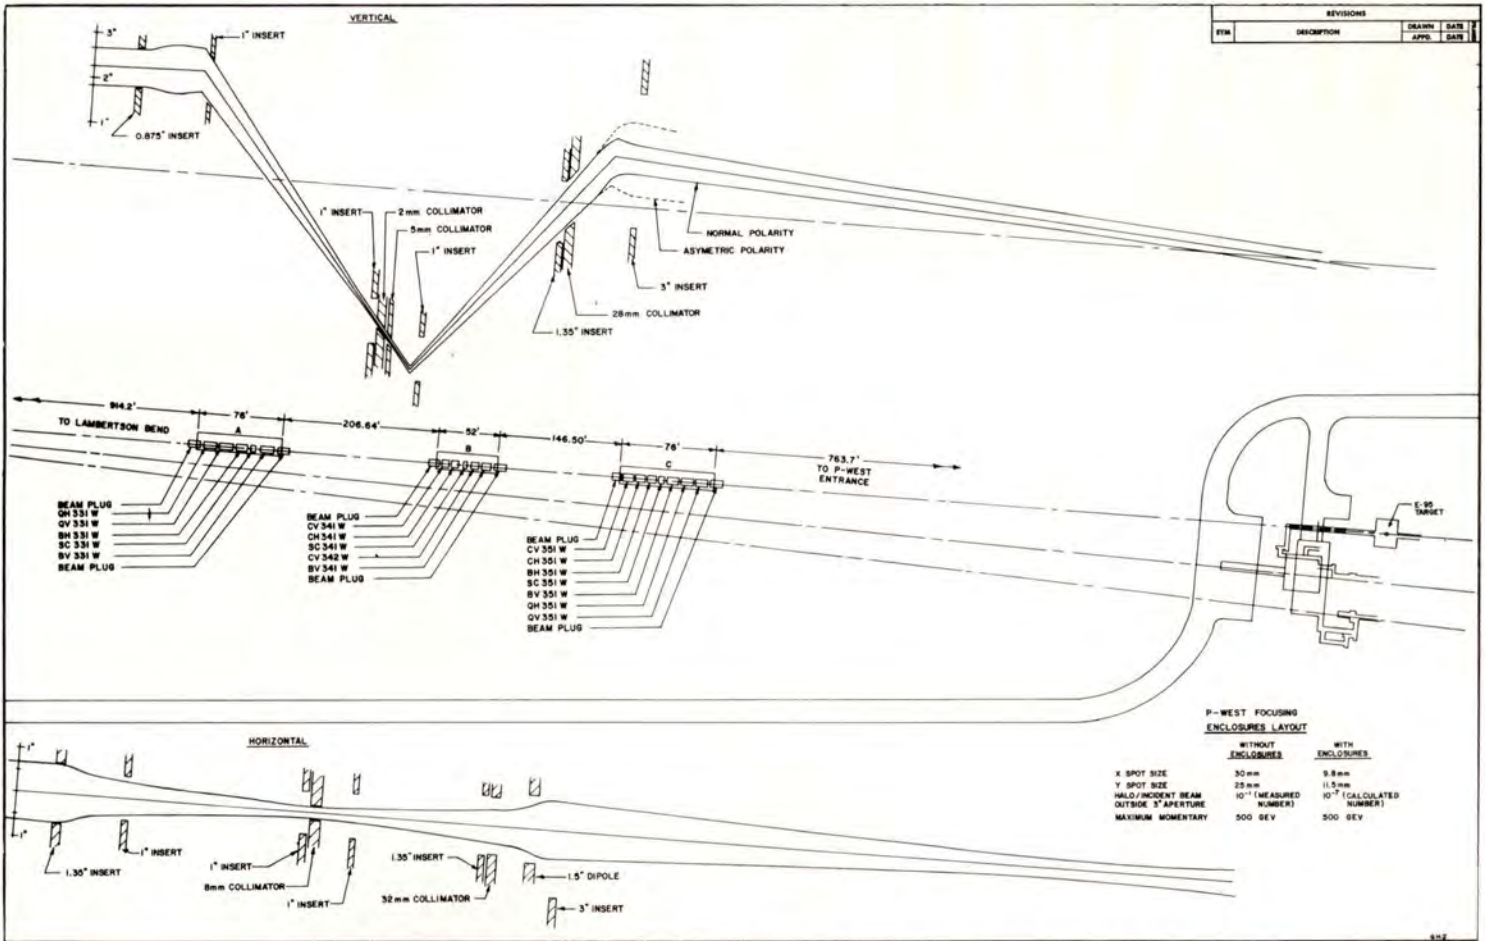 VERTICAL
REVISIONS
SYM. DESCRIPTION DRAWN DATE
APPD. DATE
3"
2"
1"
1" INSERT
0.875" INSERT
1" INSERT
2mm COLLIMATOR
5mm COLLIMATOR
1" INSERT
NORMAL POLARITY
ASYMETRIC POLARITY
3" INSERT
28mm COLLIMATOR
1.35" INSERT
914.2'
76'
206.64'
52'
146.50'
76'
763.7'
TO LAMBERTSON BEND
A
B
C
TO P-WEST
ENTRANCE
BEAM PLUG
QH 331 W
QV 331 W
BH 331 W
SC 331 W
BV 331 W
BEAM PLUG
BEAM PLUG
CV 341 W
CH 341 W
SC 341 W
CV 342 W
BV 341 W
BEAM PLUG
BEAM PLUG
CV 351 W
CH 351 W
BH 351 W
SC 351 W
BV 351 W
QH 351 W
QV 351 W
BEAM PLUG
E-95
TARGET
HORIZONTAL
1"
1"
1.35" INSERT
1" INSERT
1" INSERT
8mm COLLIMATOR
1" INSERT
1.35" INSERT
32mm COLLIMATOR
1.5" DIPOLE
3" INSERT
P-WEST FOCUSING
ENCLOSURES LAYOUT
WITHOUT ENCLOSURES WITH ENCLOSURES
X SPOT SIZE 30mm 9.8mm
Y SPOT SIZE 25mm 11.5mm
HALO/INCIDENT BEAM 10⁻¹ (MEASURED 10⁻⁷ (CALCULATED
OUTSIDE 3" APERTURE NUMBER) NUMBER)
MAXIMUM MOMENTARY 500 GEV 500 GEV